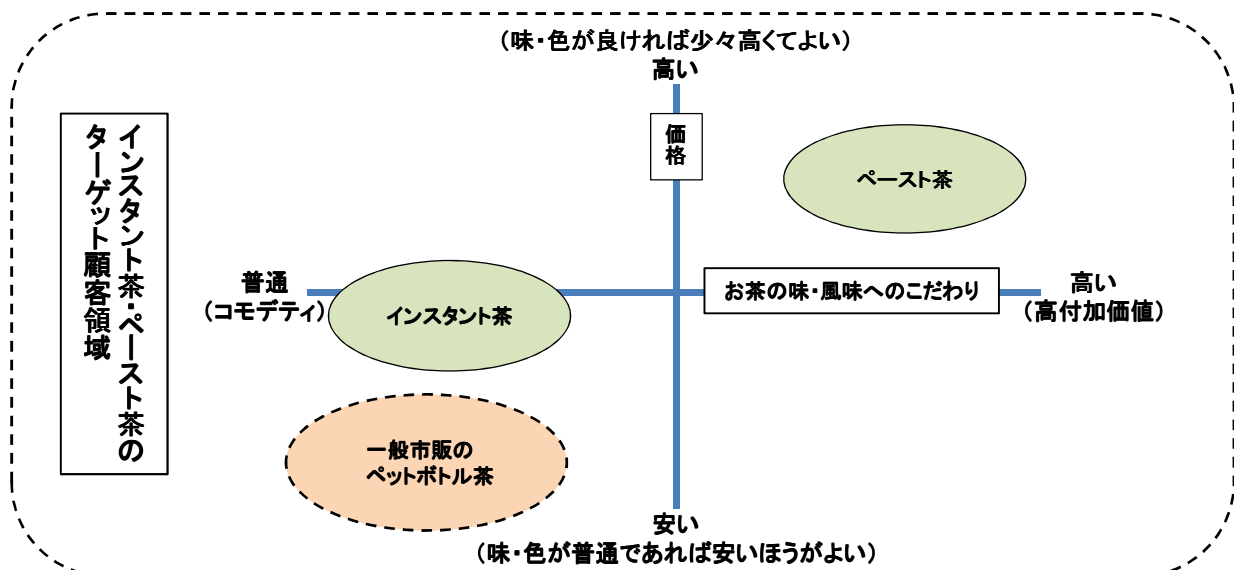 インスタント茶・ペースト茶の
ターゲット顧客領域
(味・色が良ければ少々高くてよい)
高い
価
格
ペースト茶
普通
(コモデティ)
インスタント茶
お茶の味・風味へのこだわり
高い
(高付加価値)
一般市販の
ペットボトル茶
安い
(味・色が普通であれば安いほうがよい)